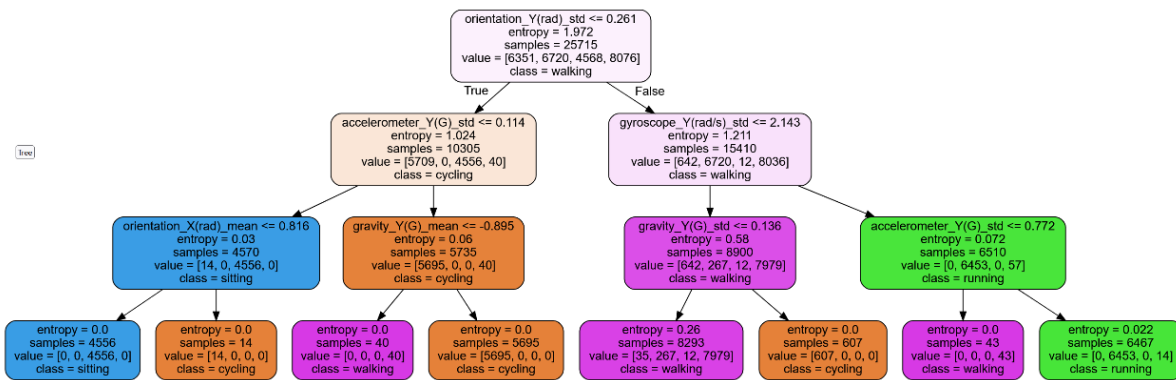 orientation_Y(rad)_std <= 0.261
entropy = 1.972
samples = 25715
value = [6351, 6720, 4568, 8076]
class = walking
True
False
accelerometer_Y(G)_std <= 0.114
entropy = 1.024
samples = 10305
value = [5709, 0, 4556, 40]
class = cycling
gyroscope_Y(rad/s)_std <= 2.143
entropy = 1.211
samples = 15410
value = [642, 6720, 12, 8036]
class = walking
Tree
orientation_X(rad)_mean <= 0.816
entropy = 0.03
samples = 4570
value = [14, 0, 4556, 0]
class = sitting
gravity_Y(G)_mean <= -0.895
entropy = 0.06
samples = 5735
value = [5695, 0, 0, 40]
class = cycling
gravity_Y(G)_std <= 0.136
entropy = 0.58
samples = 8900
value = [642, 267, 12, 7979]
class = walking
accelerometer_Y(G)_std <= 0.772
entropy = 0.072
samples = 6510
value = [0, 6453, 0, 57]
class = running
entropy = 0.0
samples = 4556
value = [0, 0, 4556, 0]
class = sitting
entropy = 0.0
samples = 14
value = [14, 0, 0, 0]
class = cycling
entropy = 0.0
samples = 40
value = [0, 0, 0, 40]
class = walking
entropy = 0.0
samples = 5695
value = [5695, 0, 0, 0]
class = cycling
entropy = 0.26
samples = 8293
value = [35, 267, 12, 7979]
class = walking
entropy = 0.0
samples = 607
value = [607, 0, 0, 0]
class = cycling
entropy = 0.0
samples = 43
value = [0, 0, 0, 43]
class = walking
entropy = 0.022
samples = 6467
value = [0, 6453, 0, 14]
class = running